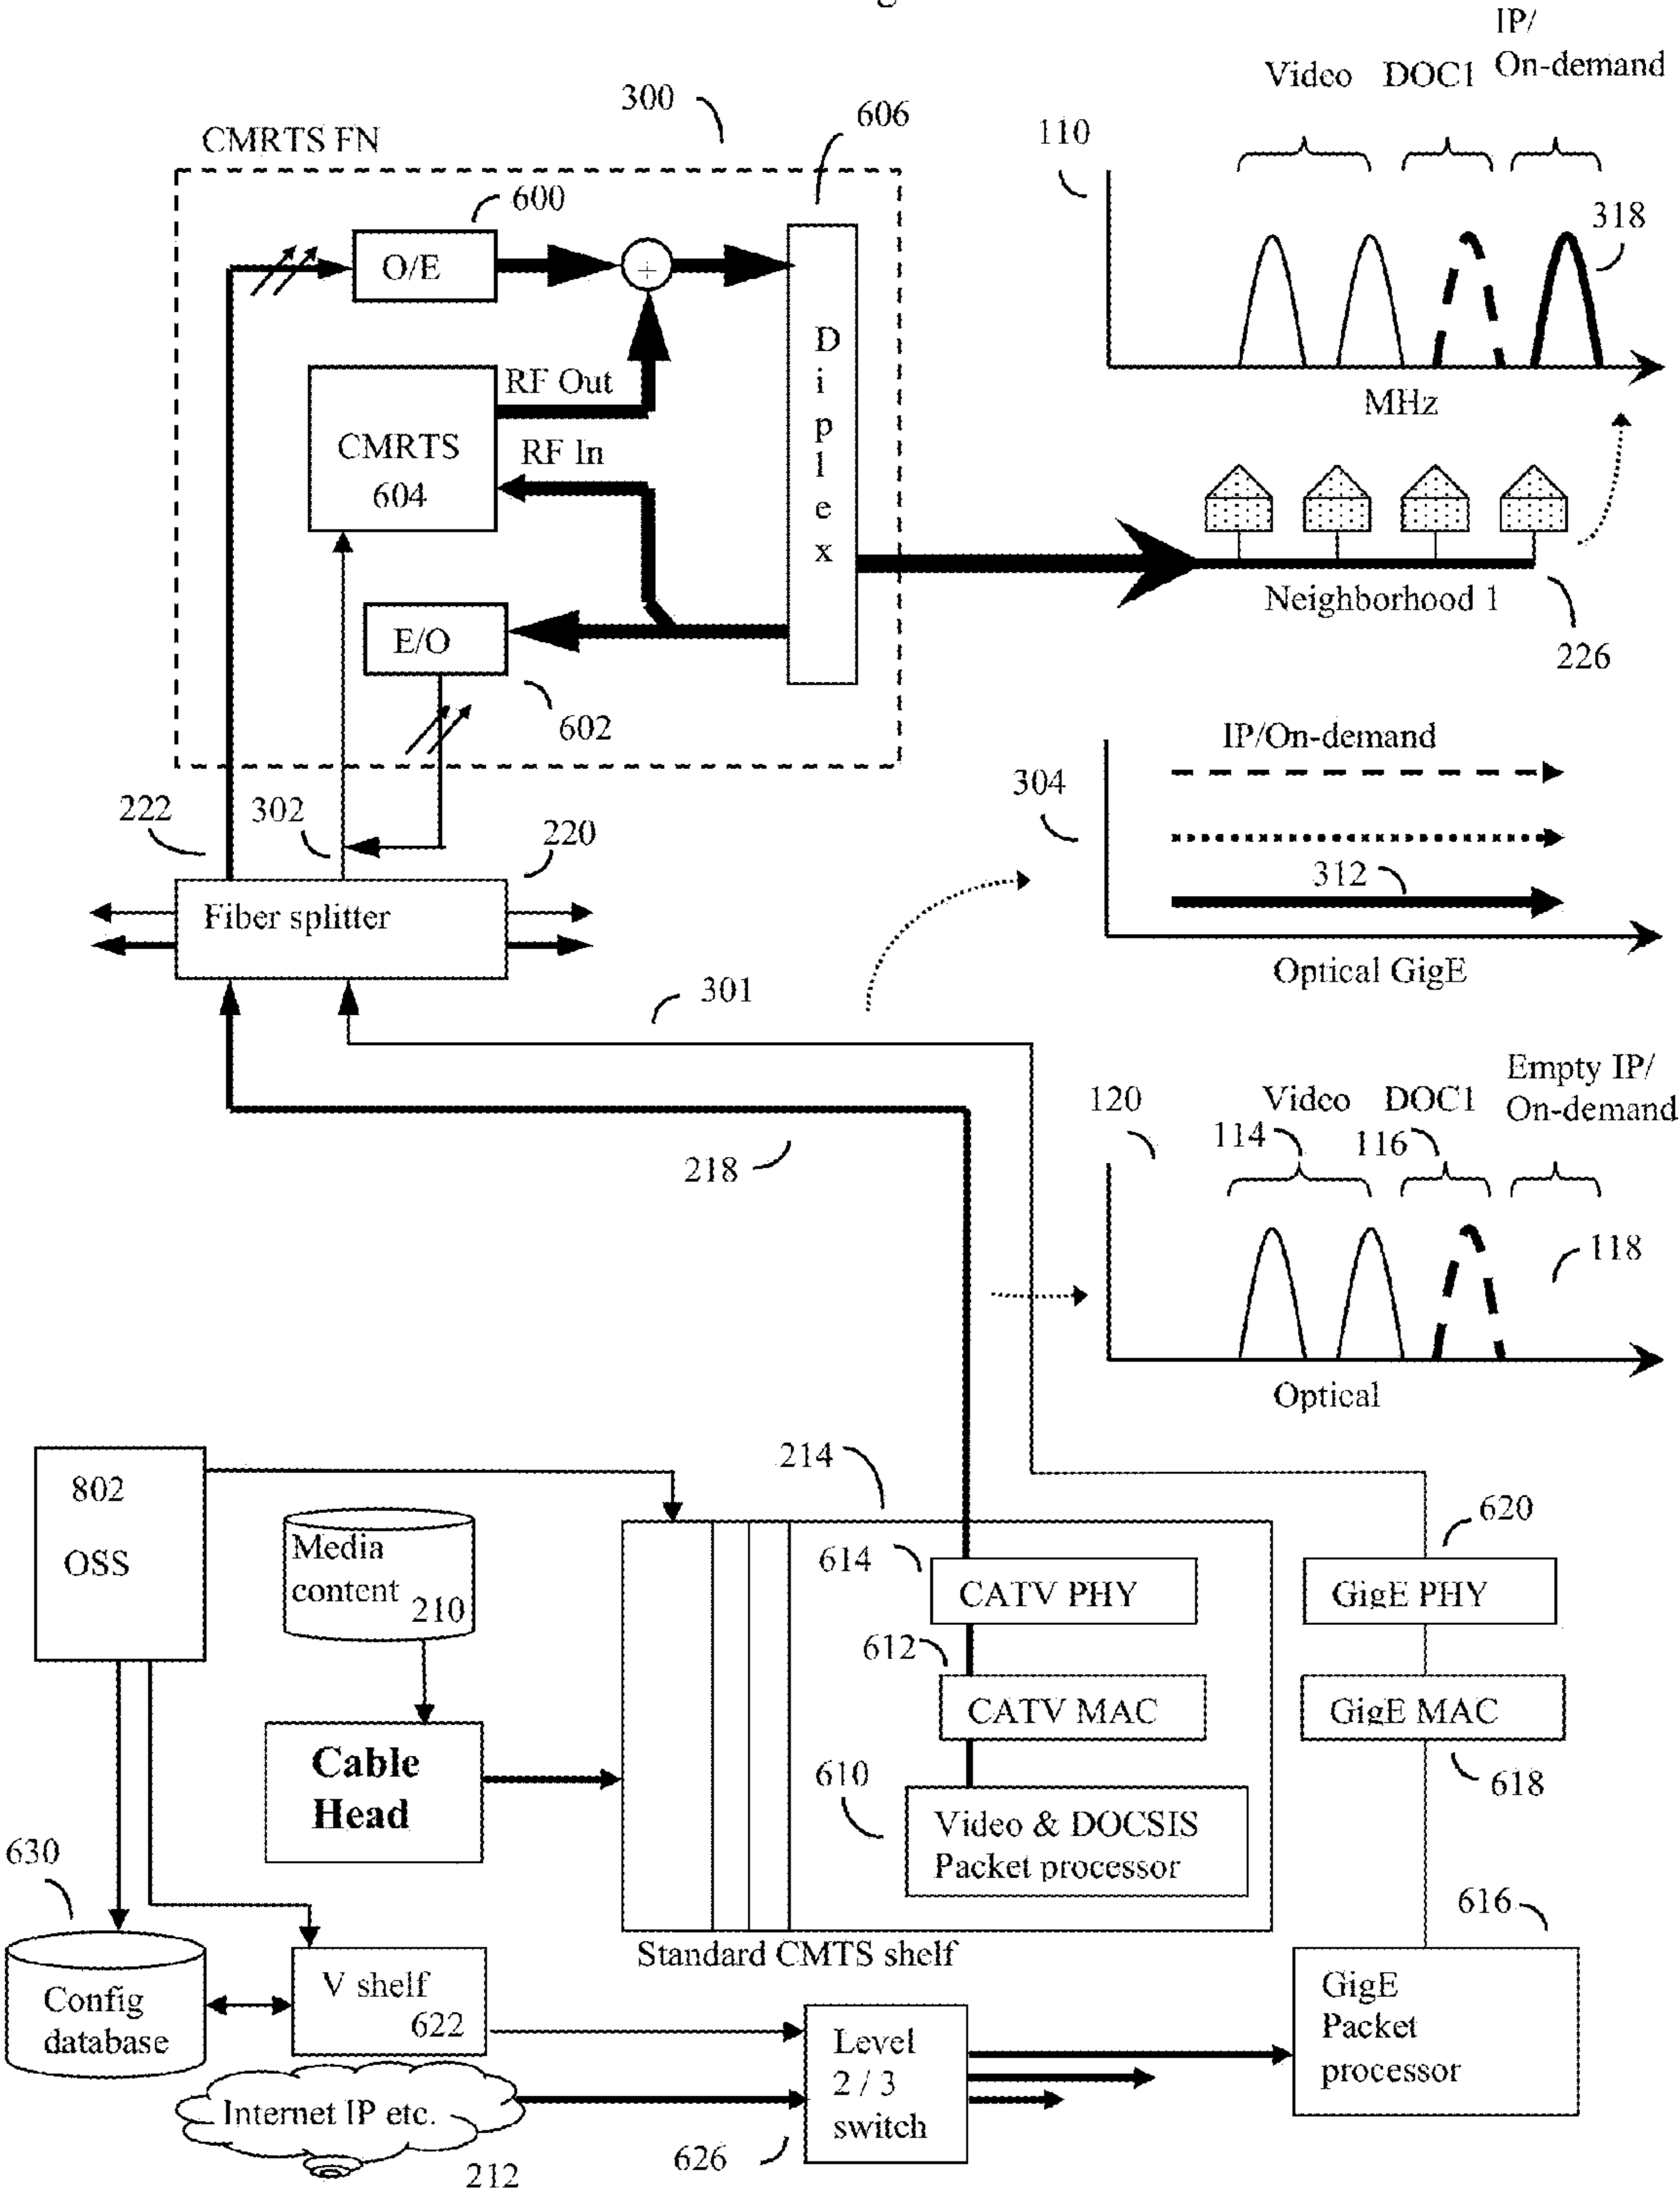 IP/
On-demand
Video DOC1
300
606
110
CMRTS FN
600
318
O/E
+
RF Out
MHz
CMRTS
604
RF In
D
i
p
l
e
x
Neighborhood 1
226
E/O
602
IP/On-demand
304
312
Optical GigE
222
302
220
Fiber splitter
301
Empty IP/
On-demand
120
Video DOC1
114
116
118
218
Optical
802
OSS
Media
content
210
214
614
CATV PHY
620
GigE PHY
612
CATV MAC
GigE MAC
618
Cable
Head
610
Video & DOCSIS
Packet processor
630
616
Standard CMTS shelf
Config
database
V shelf
622
Level
2 / 3
switch
GigE
Packet
processor
Internet IP etc.
626
212